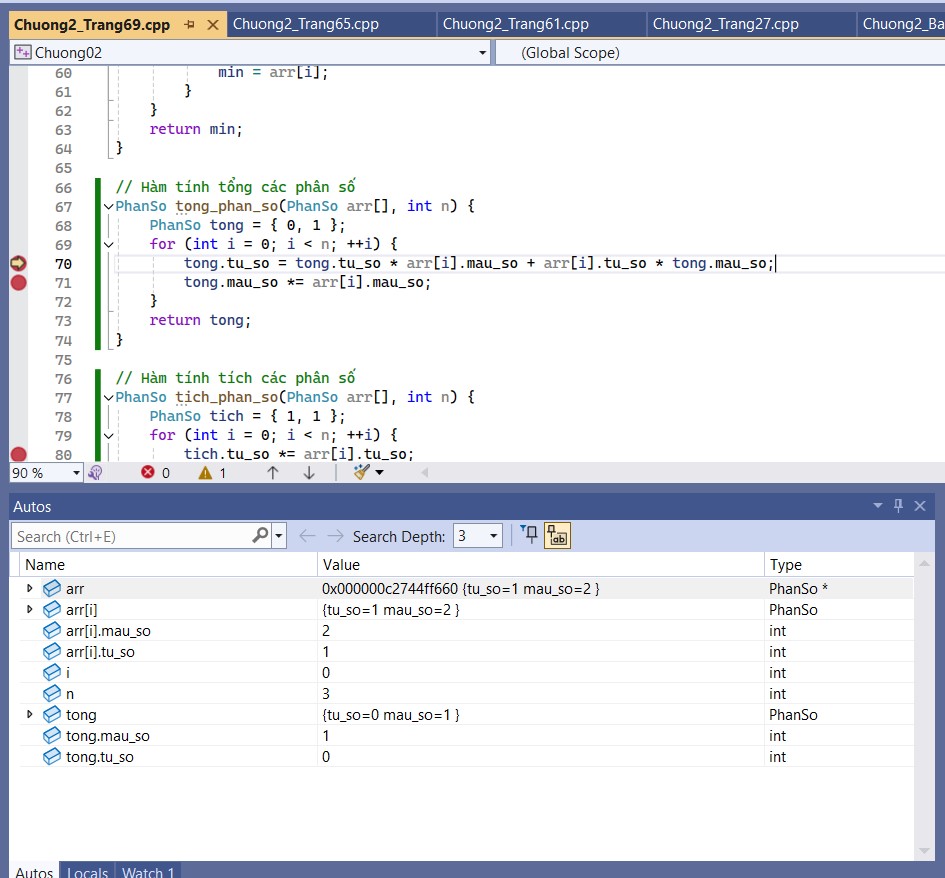 Chuong2_Trang69.cpp Chuong2_Trang65.cpp Chuong2_Trang61.cpp Chuong2_Trang27.cpp Chuong2_Ba
Chuong02 (Global Scope)
60 min = arr[i];
61 }
62 }
63 return min;
64 }
65
66 // Hàm tính tổng các phân số
67 PhanSo tong_phan_so(PhanSo arr[], int n) {
68 PhanSo tong = { 0, 1 };
69 for (int i = 0; i < n; ++i) {
70 tong.tu_so = tong.tu_so * arr[i].mau_so + arr[i].tu_so * tong.mau_so;
71 tong.mau_so *= arr[i].mau_so;
72 }
73 return tong;
74 }
75
76 // Hàm tính tích các phân số
77 PhanSo tich_phan_so(PhanSo arr[], int n) {
78 PhanSo tich = { 1, 1 };
79 for (int i = 0; i < n; ++i) {
80 tich.tu_so *= arr[i].tu_so;
90 % 0 1
Autos
Search (Ctrl+E) Search Depth: 3
Name Value Type
arr 0x000000c2744ff660 {tu_so=1 mau_so=2 } PhanSo *
arr[i] {tu_so=1 mau_so=2 } PhanSo
arr[i].mau_so 2 int
arr[i].tu_so 1 int
i 0 int
n 3 int
tong {tu_so=0 mau_so=1 } PhanSo
tong.mau_so 1 int
tong.tu_so 0 int
Autos Locals Watch 1